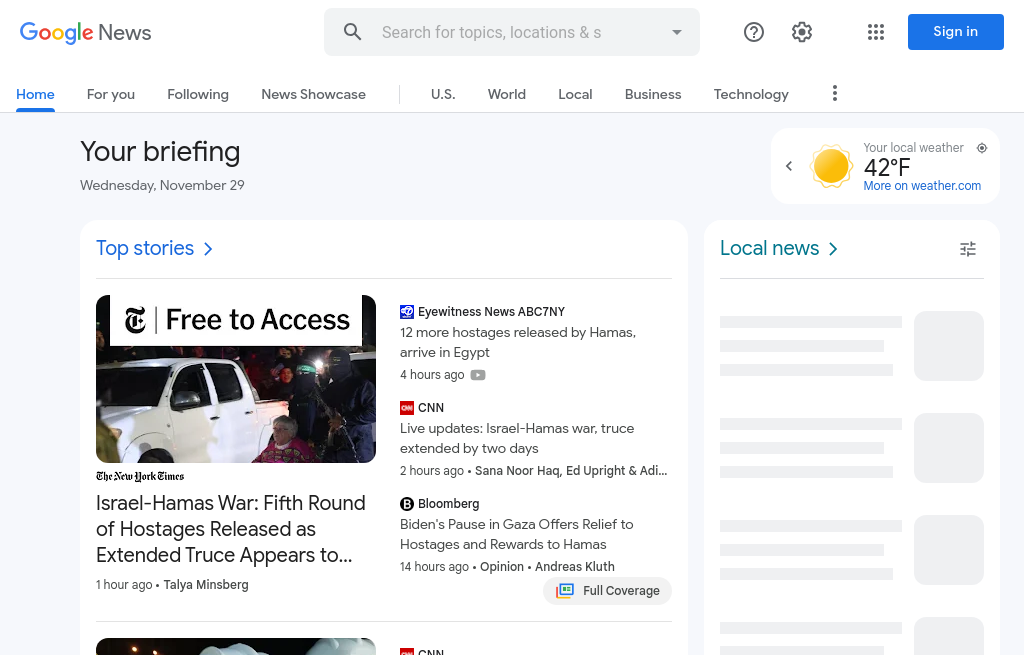 Google News
Search for topics, locations & s
Sign in
Home
For you
Following
News Showcase
U.S.
World
Local
Business
Technology
Your briefing
Wednesday, November 29
Your local weather
42°F
More on weather.com
Top stories
Local news
T | Free to Access
The New York Times
Israel-Hamas War: Fifth Round
of Hostages Released as
Extended Truce Appears to...
1 hour ago • Talya Minsberg
Eyewitness News ABC7NY
12 more hostages released by Hamas,
arrive in Egypt
4 hours ago
CNN
Live updates: Israel-Hamas war, truce
extended by two days
2 hours ago • Sana Noor Haq, Ed Upright & Adi...
B Bloomberg
Biden's Pause in Gaza Offers Relief to
Hostages and Rewards to Hamas
14 hours ago • Opinion • Andreas Kluth
Full Coverage
CNN